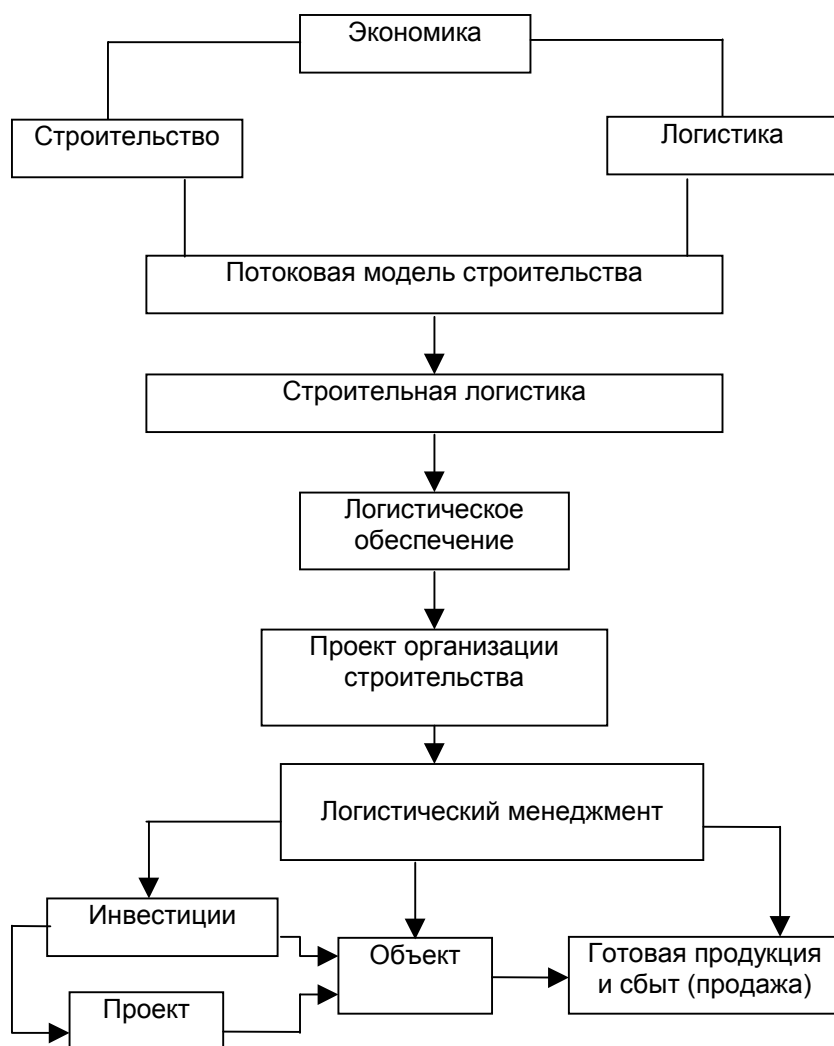 Экономика
Строительство
Логистика
Потоковая модель строительства
Строительная логистика
Логистическое
обеспечение
Проект организации
строительства
Логистический менеджмент
Инвестиции
Объект
Готовая продукция
и сбыт (продажа)
Проект